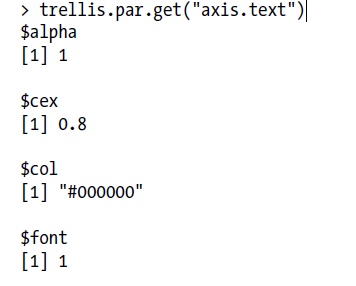 > trellis.par.get("axis.text")
$alpha
[1] 1
$cex
[1] 0.8
$col
[1] "#000000"
$font
[1] 1